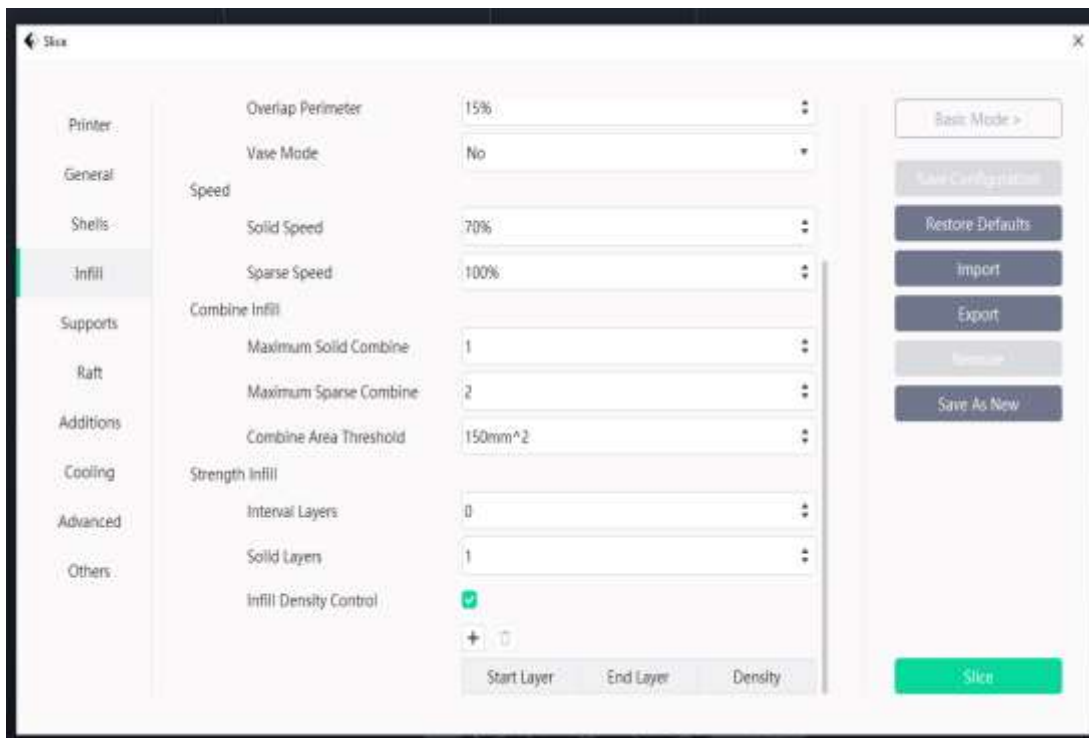 Slice
Printer
General
Shells
Infill
Supports
Raft
Additions
Cooling
Advanced
Others
Overlap Perimeter 15%
Vase Mode No
Speed
Solid Speed 70%
Sparse Speed 100%
Combine Infill
Maximum Solid Combine 1
Maximum Sparse Combine 2
Combine Area Threshold 150mm^2
Strength Infill
Interval Layers 0
Solid Layers 1
Infill Density Control
+
Start Layer End Layer Density
Basic Mode >
Save Configuration
Restore Defaults
Import
Export
Save As New
Slice